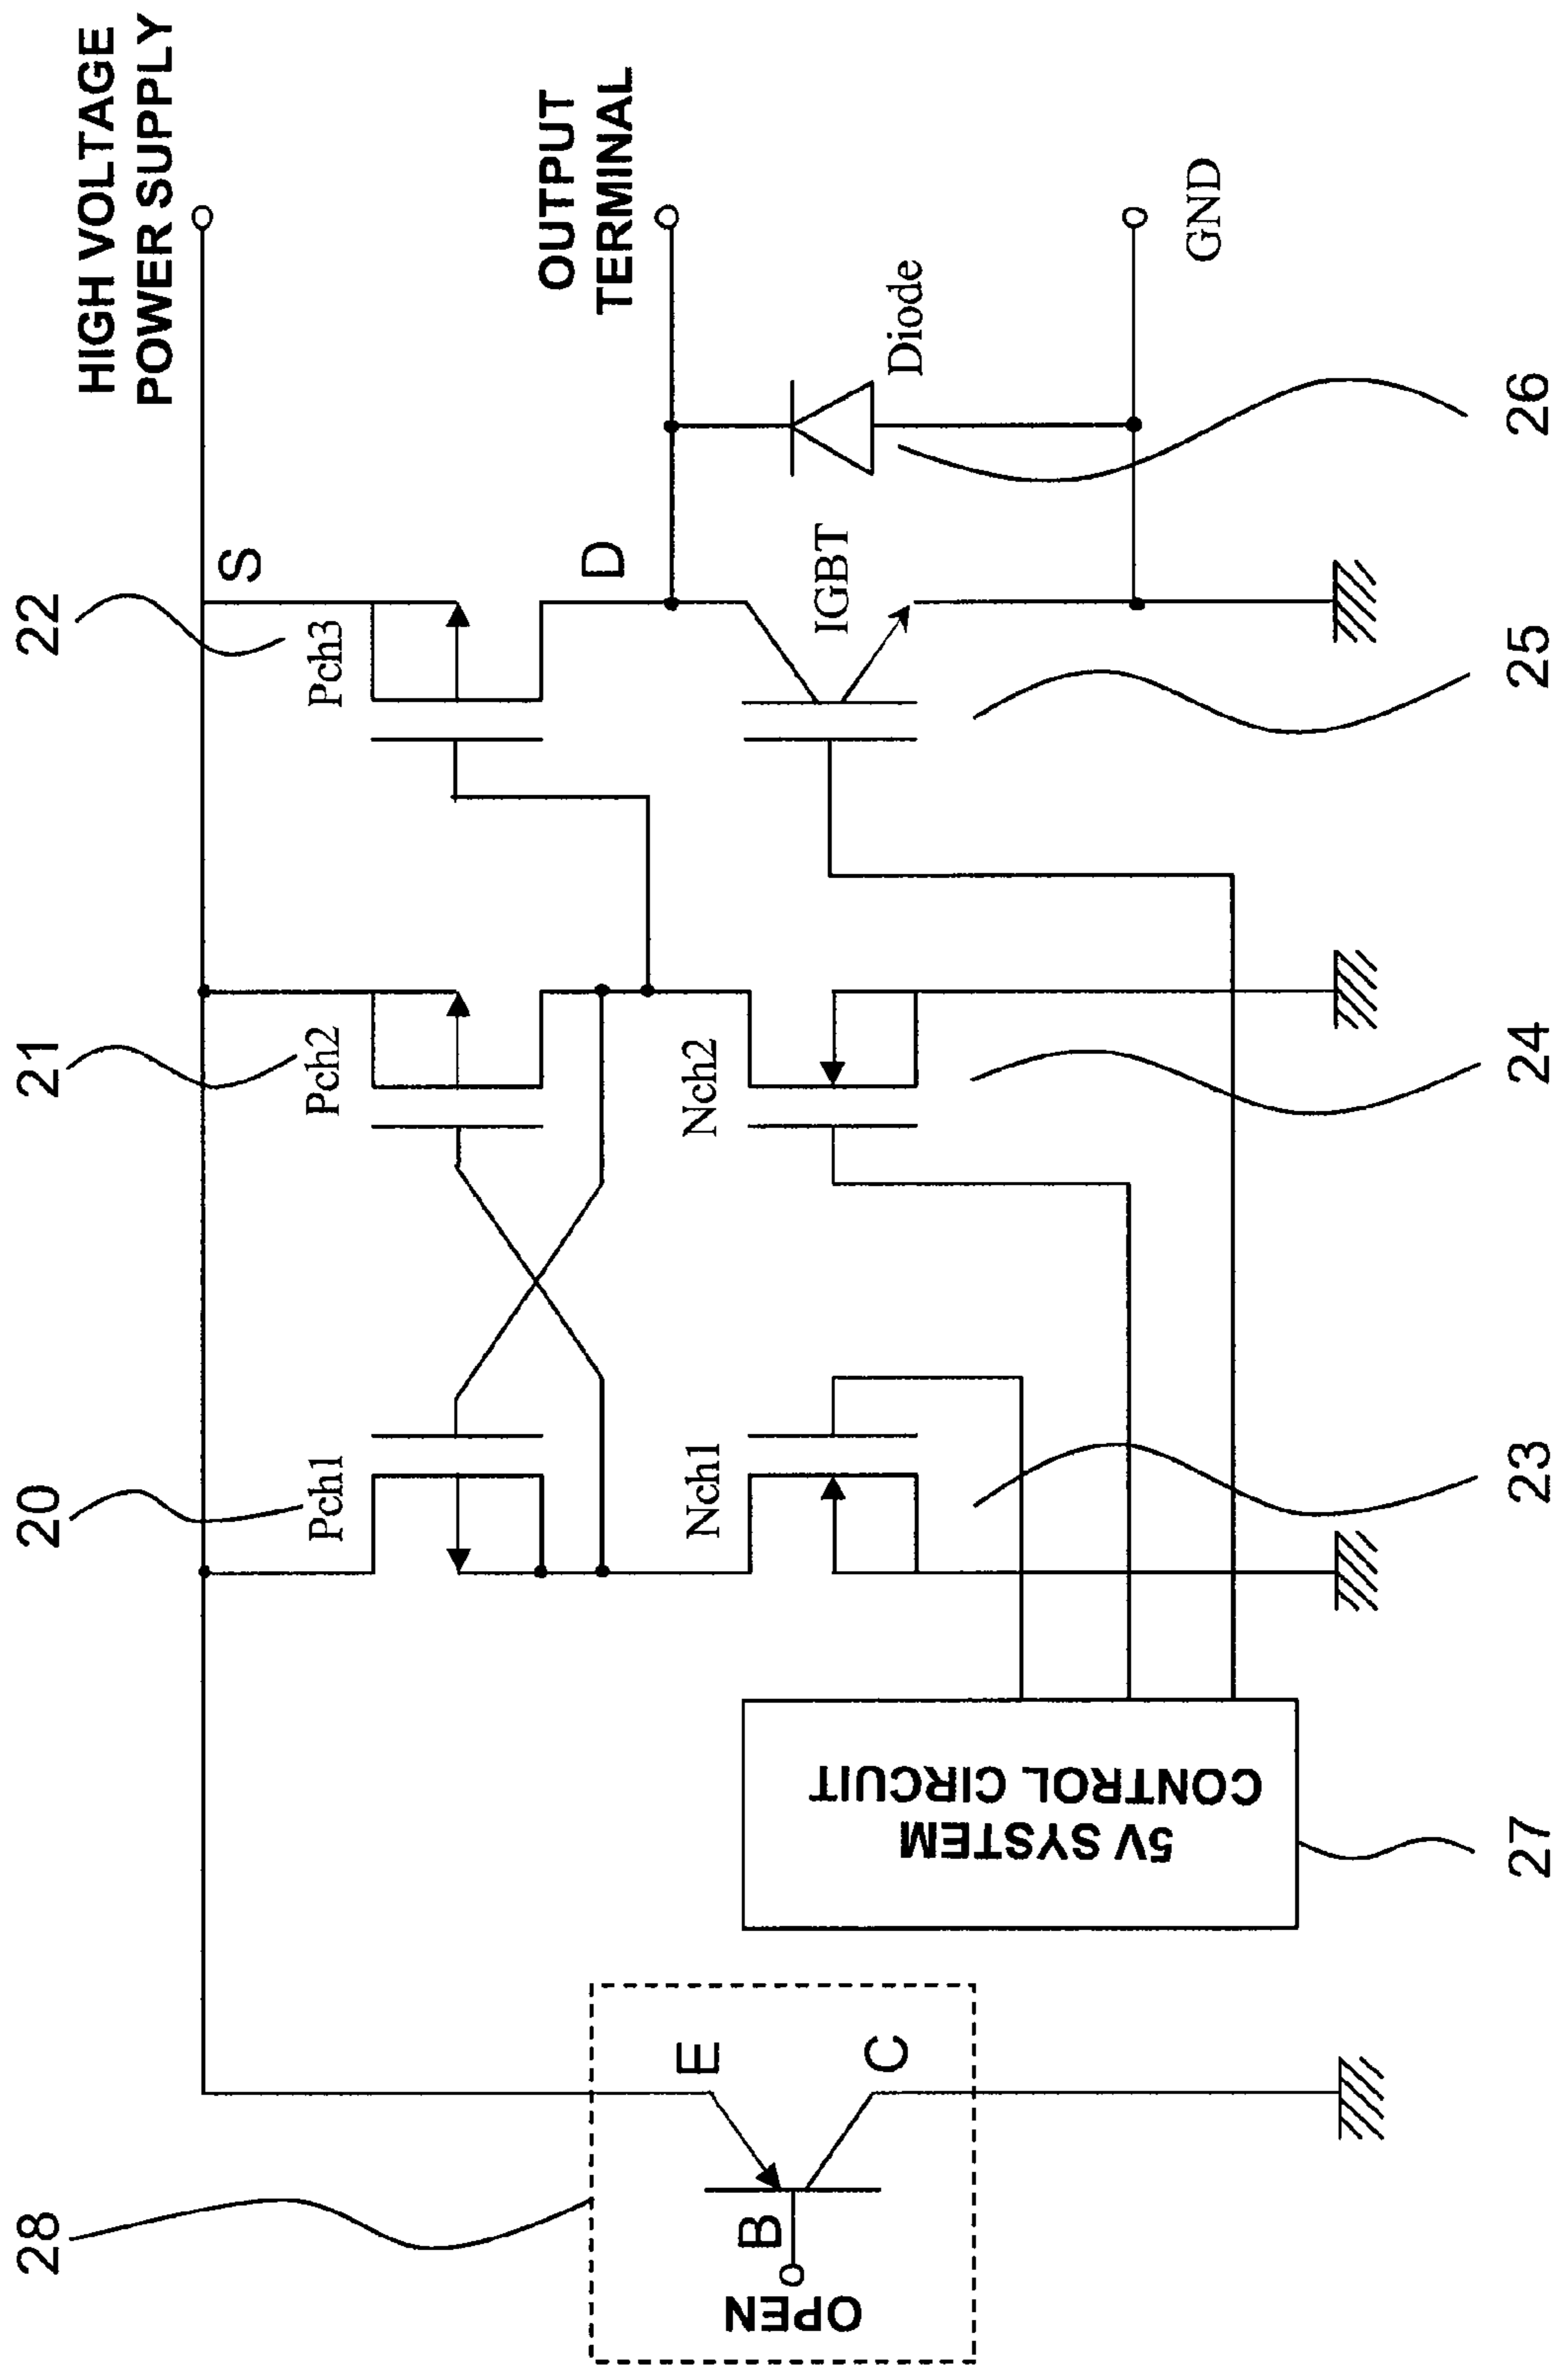 HIGH VOLTAGE
POWER SUPPLY
OUTPUT
TERMINAL
GND
Diode
26
S
D
22
Pch3
IGBT
25
21
Pch2
Nch2
24
20
Pch1
Nch1
23
5V SYSTEM
CONTROL CIRCUIT
27
28
E
C
B
OPEN